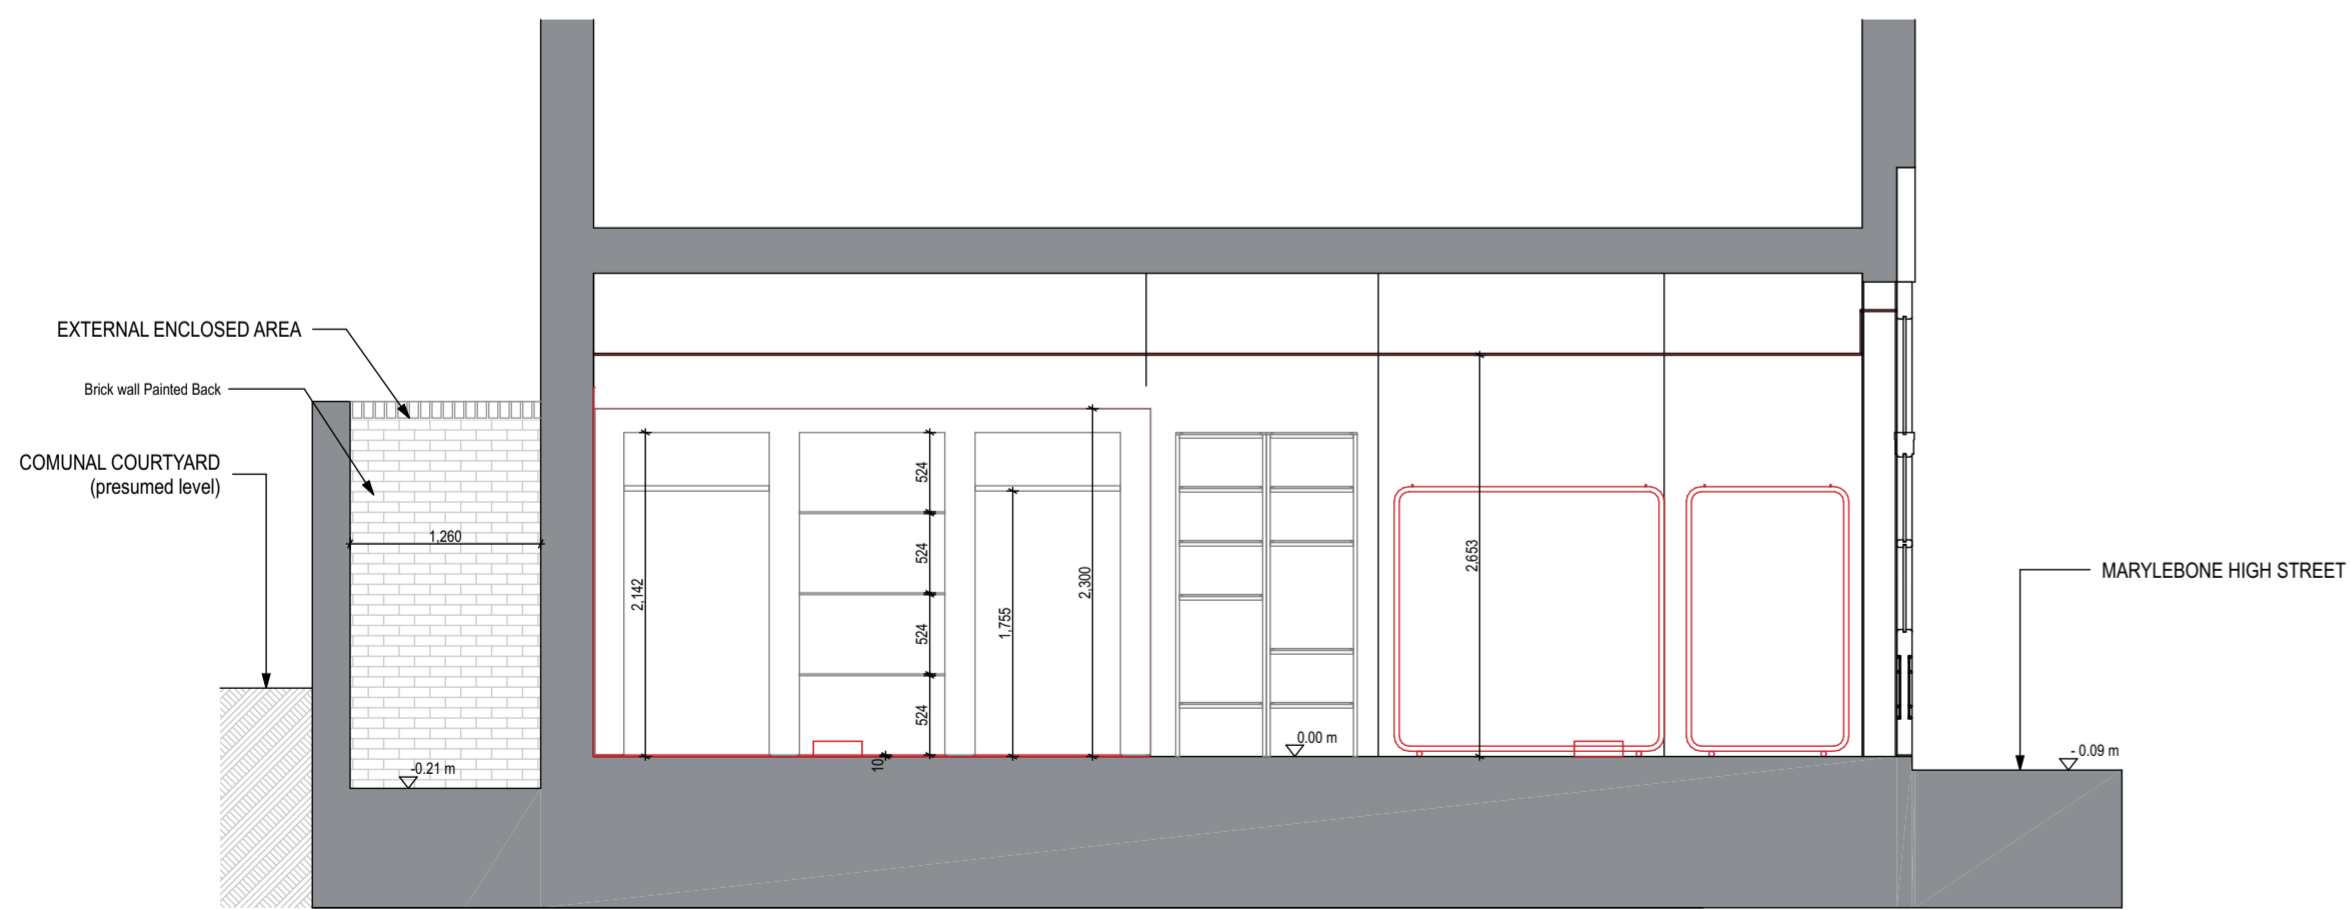 EXTERNAL ENCLOSED AREA
Brick wall Painted Back
COMUNAL COURTYARD
(presumed level)
1,260
-0.21 m
2,142
524
524
524
524
10
1,755
2,300
0.00 m
2,653
MARYLEBONE HIGH STREET
- 0.09 m